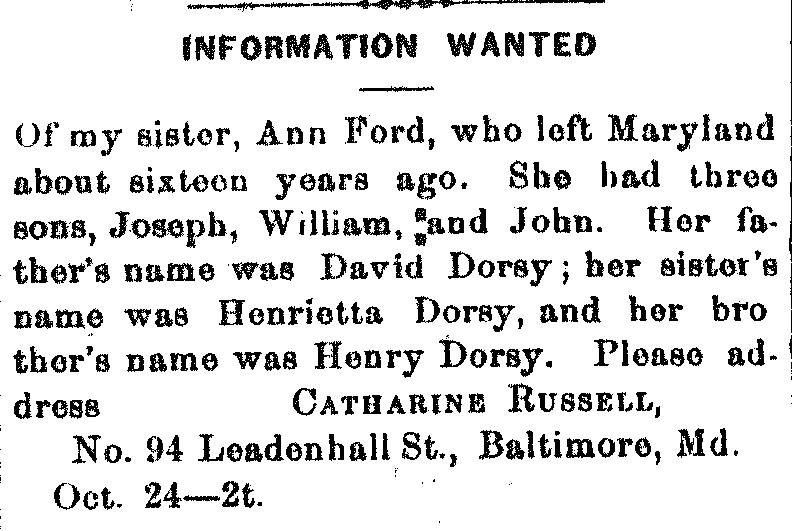 INFORMATION WANTED
Of my sister, Ann Ford, who left Maryland
about sixteen years ago. She had three
sons, Joseph, William, and John. Her fa-
ther's name was David Dorsy; her sister's
name was Henrietta Dorsy, and her bro
ther's name was Henry Dorsy. Please ad-
dress CATHARINE RUSSELL,
No. 94 Leadenhall St., Baltimore, Md.
Oct. 24—2t.